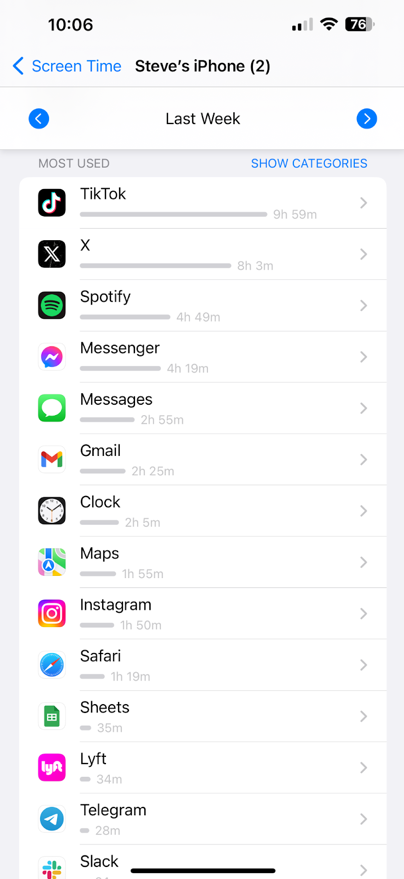 10:06
76
Screen Time
Steve's iPhone (2)
Last Week
MOST USED
SHOW CATEGORIES
TikTok
9h 59m
X
8h 3m
Spotify
4h 49m
Messenger
4h 19m
Messages
2h 55m
Gmail
2h 25m
Clock
2h 5m
Maps
1h 55m
Instagram
1h 50m
Safari
1h 19m
Sheets
35m
lyft
Lyft
34m
Telegram
28m
Slack